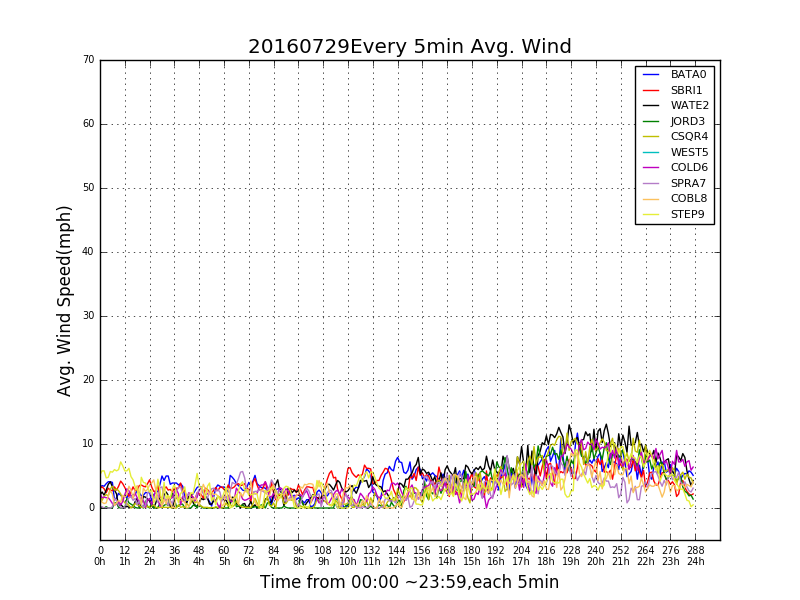 20160729Every 5min Avg. Wind
Avg. Wind Speed(mph)
70
60
50
40
30
20
10
0
BATA0
SBRI1
WATE2
JORD3
CSQR4
WEST5
COLD6
SPRA7
COBL8
STEP9
0 12 24 36 48 60 72 84 96 108 120 132 144 156 168 180 192 204 216 228 240 252 264 276 288
0h 1h 2h 3h 4h 5h 6h 7h 8h 9h 10h 11h 12h 13h 14h 15h 16h 17h 18h 19h 20h 21h 22h 23h 24h
Time from 00:00 ~23:59,each 5min